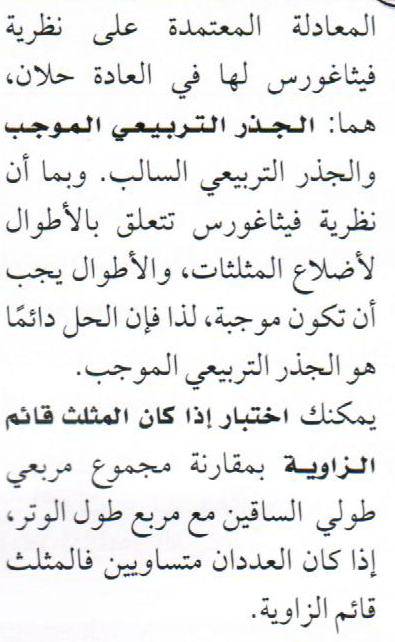 المعادلة المعتمدة على نظرية
فيثاغورس لها في العادة حلان،
هما: الجذر التربيعي الموجب
والجذر التربيعي السالب. وبما أن
نظرية فيثاغورس تتعلق بالأطوال
لأضلاع المثلثات، والأطوال يجب
أن تكون موجبة، لذا فإن الحل دائمًا
هو الجذر التربيعي الموجب.
يمكنك اختبار إذا كان المثلث قائم
الزاوية بمقارنة مجموع مربعي
طولي الساقين مع مربع طول الوتر،
إذا كان العددان متساويين فالمثلث
قائم الزاوية.